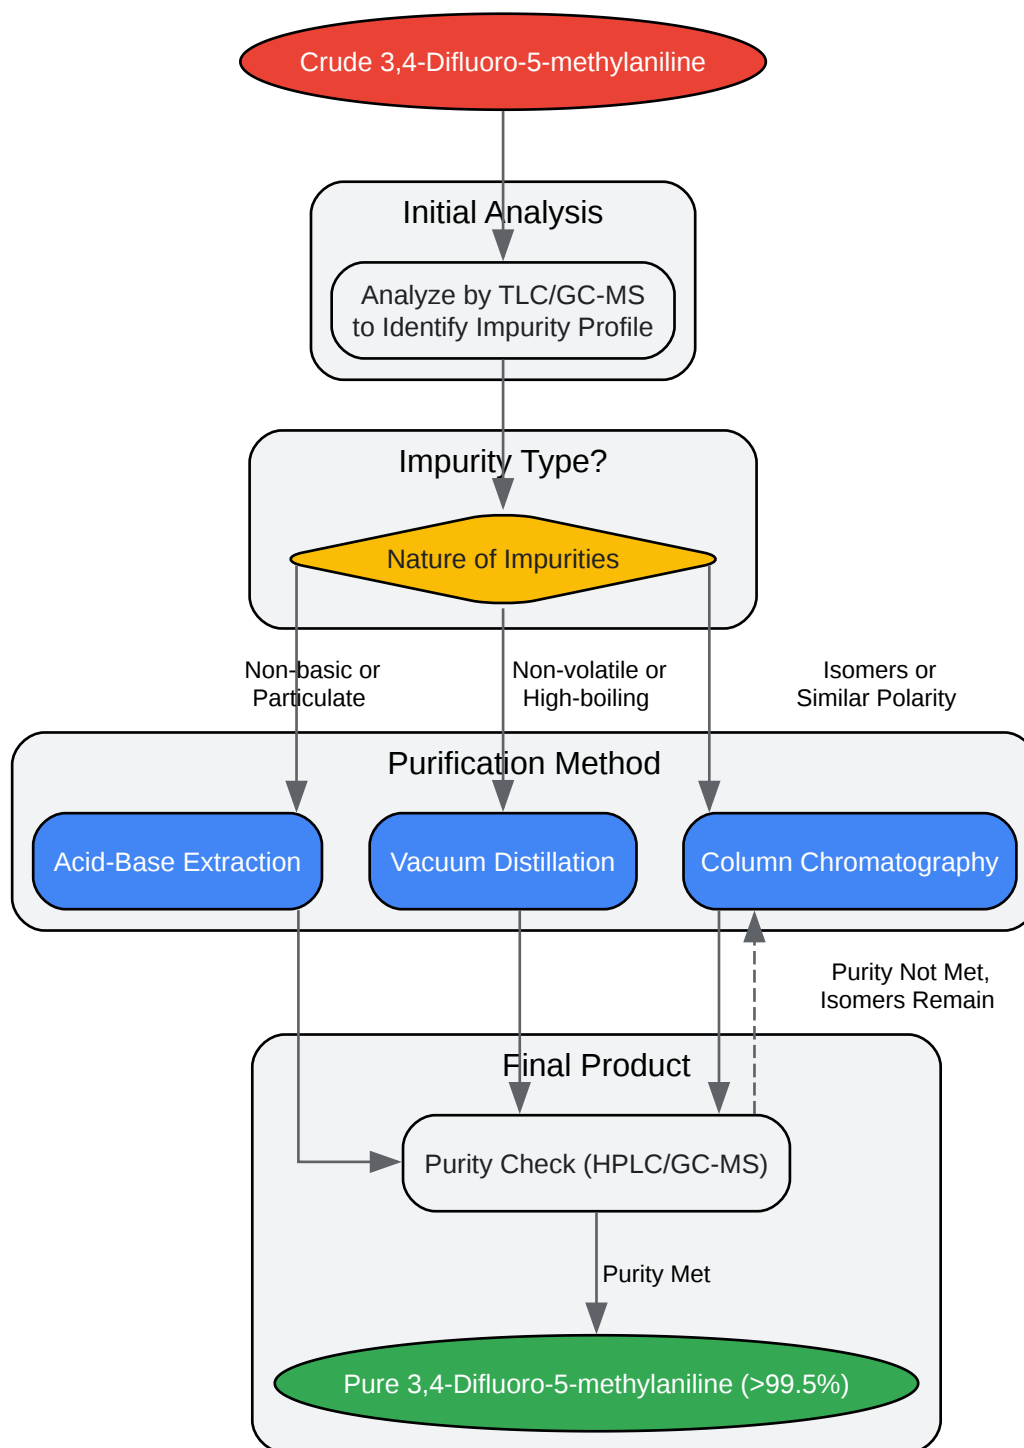 Crude 3,4-Difluoro-5-methylaniline
Initial Analysis
Analyze by TLC/GC-MS
to Identify Impurity Profile
Impurity Type?
Nature of Impurities
Non-basic or
Particulate
Non-volatile or
High-boiling
Isomers or
Similar Polarity
Purification Method
Acid-Base Extraction
Vacuum Distillation
Column Chromatography
Purity Not Met,
Isomers Remain
Final Product
Purity Check (HPLC/GC-MS)
Purity Met
Pure 3,4-Difluoro-5-methylaniline (>99.5%)